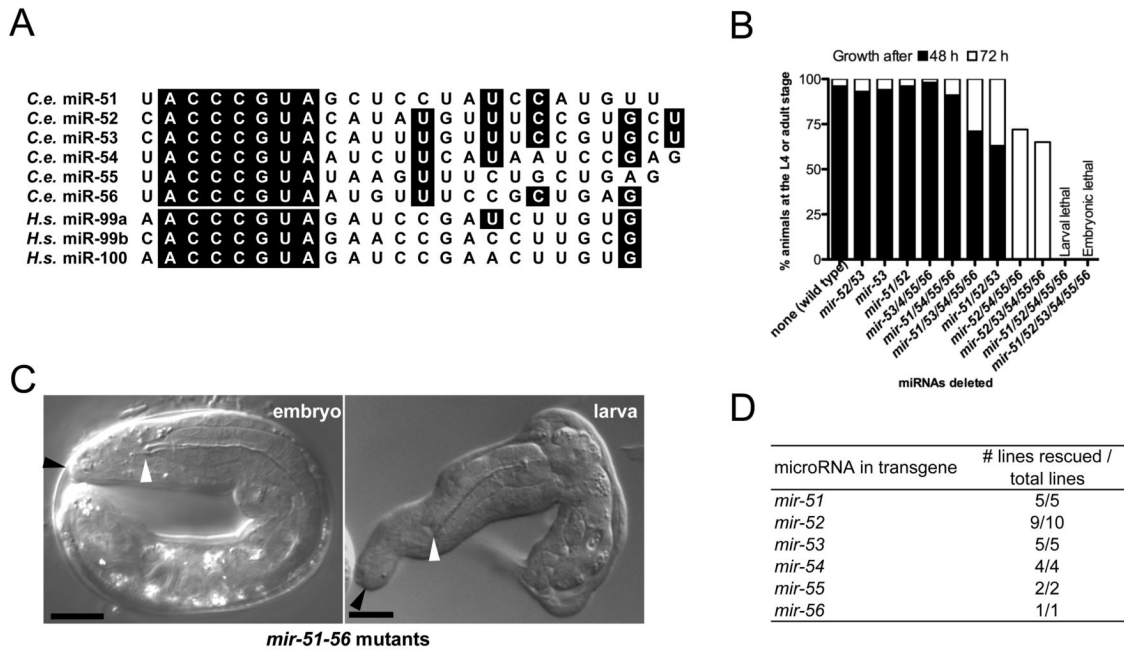 A
C.e. miR-51 U A C C C G U A G C U C C U A U C C A U G U U
C.e. miR-52 C A C C C G U A C A U A U G U U U C C G U G C U
C.e. miR-53 C A C C C G U A C A U U U G U U U C C G U G C U
C.e. miR-54 U A C C C G U A A U C U U C A U A A U C C G A G
C.e. miR-55 U A C C C G U A U A A G U U U C U G C U G A G
C.e. miR-56 U A C C C G U A A U G U U U C C G C U G A G
H.s. miR-99a A A C C C G U A G A U C C G A U C U U G U G
H.s. miR-99b C A C C C G U A G A A C C G A C C U U G C G
H.s. miR-100 A A C C C G U A G A U C C G A A C U U G U G
B
Growth after 48 h 72 h
% animals at the L4 or adult stage
100
75
50
25
0
Larval lethal
Embryonic lethal
none (wild type)
mir-52/53
mir-53
mir-51/52
mir-53/4/55/56
mir-51/54/55/56
mir-51/53/54/55/56
mir-51/52/53
mir-52/54/55/56
mir-52/53/54/55/56
mir-51/52/54/55/56
mir-51/52/53/54/55/56
miRNAs deleted
C
embryo
larva
mir-51-56 mutants
D
microRNA in transgene # lines rescued /
total lines
mir-51 5/5
mir-52 9/10
mir-53 5/5
mir-54 4/4
mir-55 2/2
mir-56 1/1